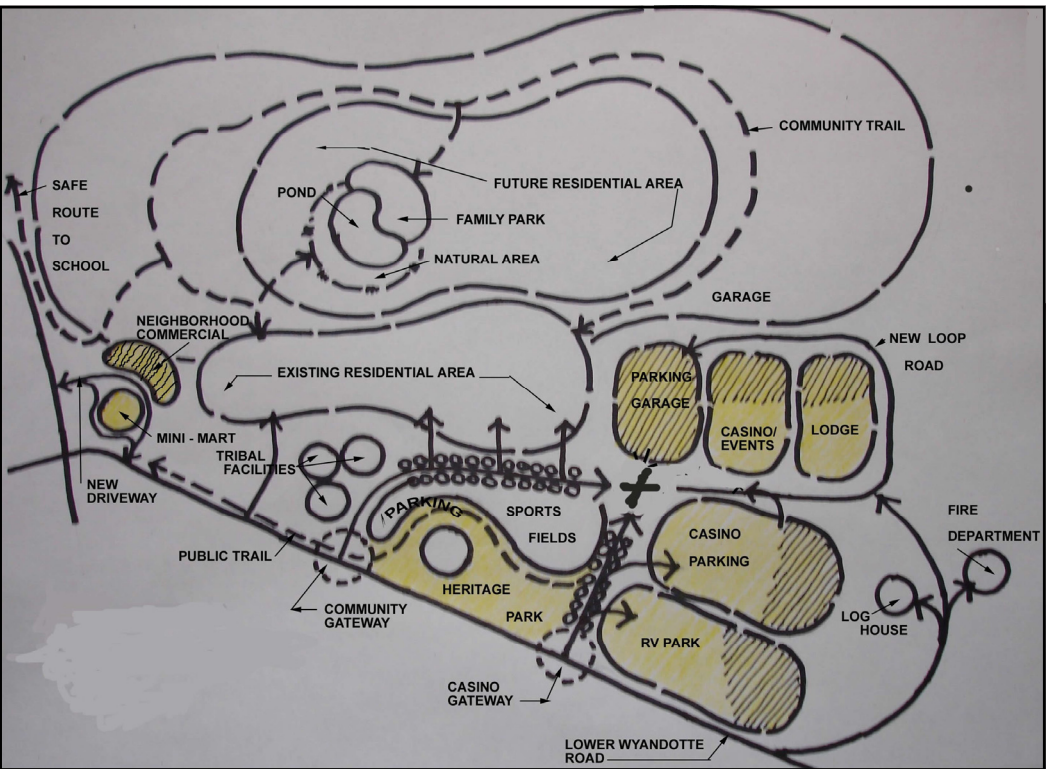 COMMUNITY TRAIL
SAFE
ROUTE
TO
SCHOOL
FUTURE RESIDENTIAL AREA
POND
FAMILY PARK
NATURAL AREA
GARAGE
NEIGHBORHOOD
COMMERCIAL
NEW LOOP
ROAD
EXISTING RESIDENTIAL AREA
PARKING
GARAGE
CASINO/
EVENTS
LODGE
MINI - MART
TRIBAL
FACILITIES
NEW
DRIVEWAY
PARKING
SPORTS
FIELDS
FIRE
DEPARTMENT
CASINO
PARKING
PUBLIC TRAIL
HERITAGE
PARK
COMMUNITY
GATEWAY
LOG
HOUSE
RV PARK
CASINO
GATEWAY
LOWER WYANDOTTE
ROAD